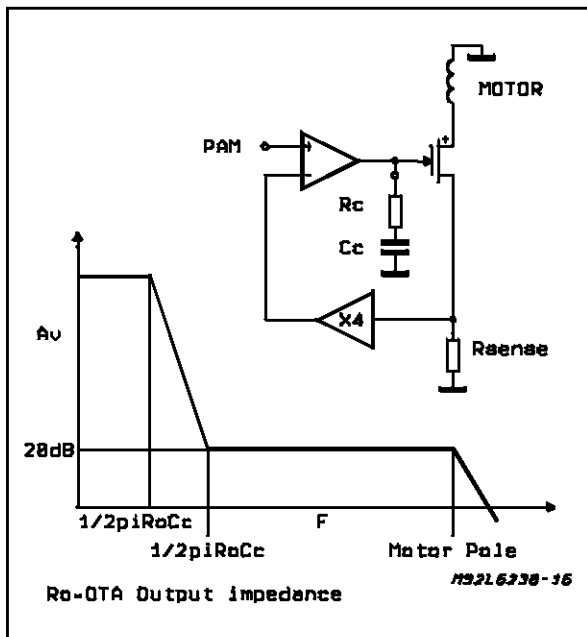 MOTOR
PAM
Rc
Cc
X4
Rsense
Av
20dB
1/2piRoCc
F
1/2piRoCc
Motor Pole
M92L6238-16
Ro-OTA Output impedance